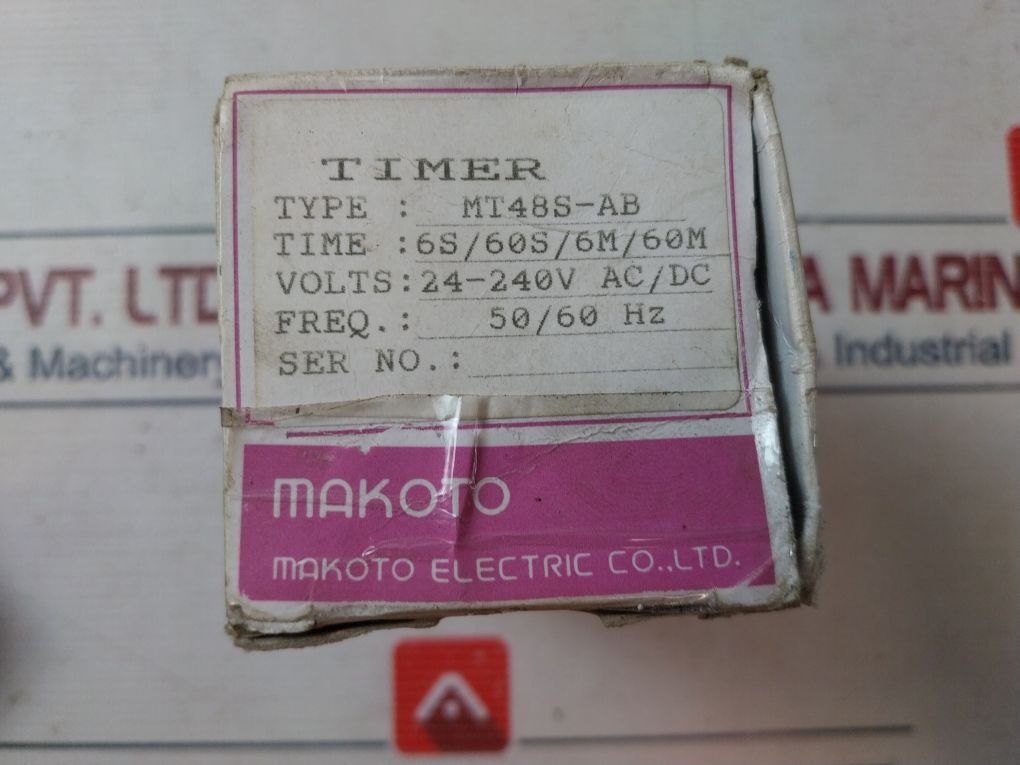 TIMER
TYPE : MT48S-AB
TIME :6S/60S/6M/60M
VOLTS:24-240V AC/DC
FREQ.: 50/60 Hz
SER NO.:
MAKOTO
MAKOTO ELECTRIC CO.,LTD.
PVT. LTD
& Machinery
A MARIN
Industrial